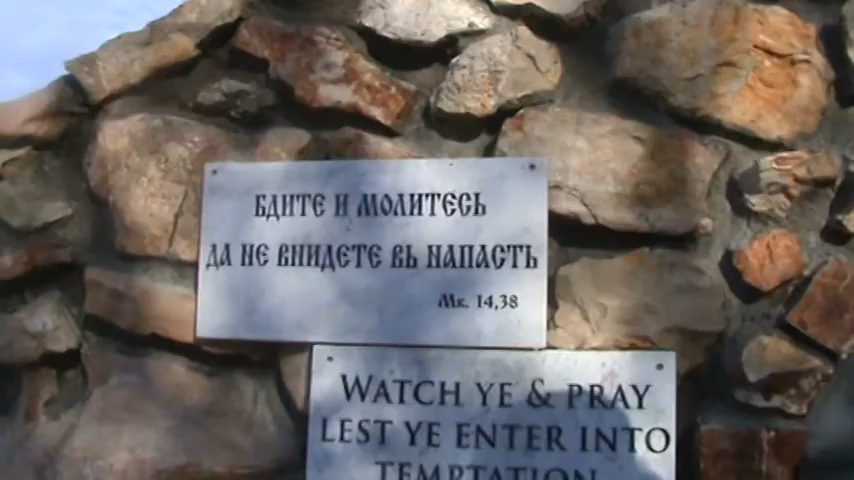 БДИТЕ И МОЛИТЕСЬ
ДА НЕ ВНИДЕТЕ ВЬ НАПАСТЬ
Мк. 14,38
WATCH YE & PRAY
LEST YE ENTER INTO
TEMPTATION